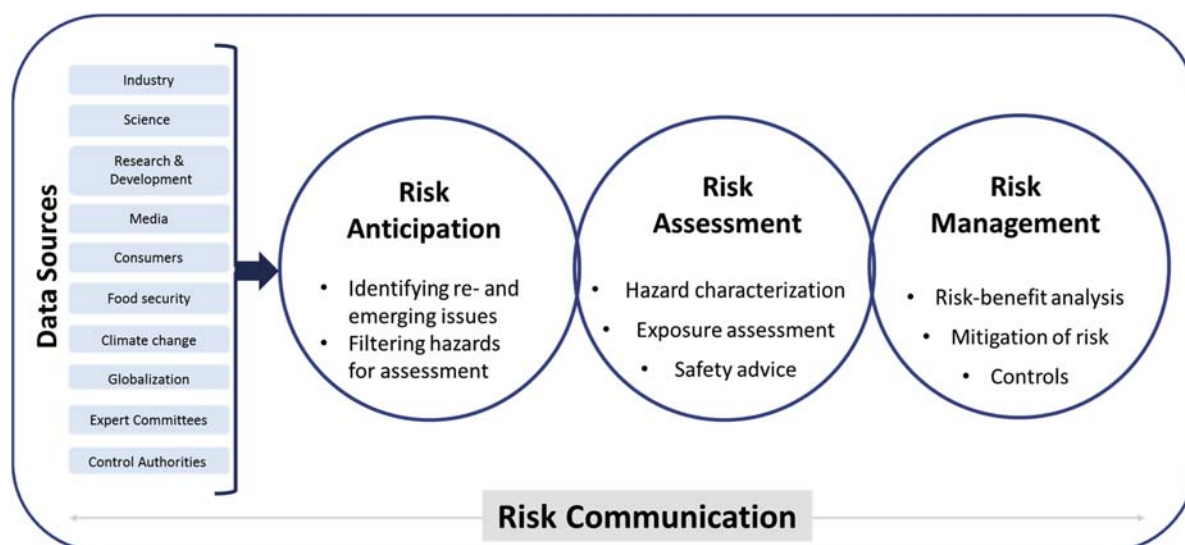 Data Sources
Industry
Science
Research &
Development
Media
Consumers
Food security
Climate change
Globalization
Expert Committees
Control Authorities
Risk
Anticipation
• Identifying re- and
emerging issues
• Filtering hazards
for assessment
Risk
Assessment
• Hazard characterization
• Exposure assessment
• Safety advice
Risk
Management
• Risk-benefit analysis
• Mitigation of risk
• Controls
Risk Communication